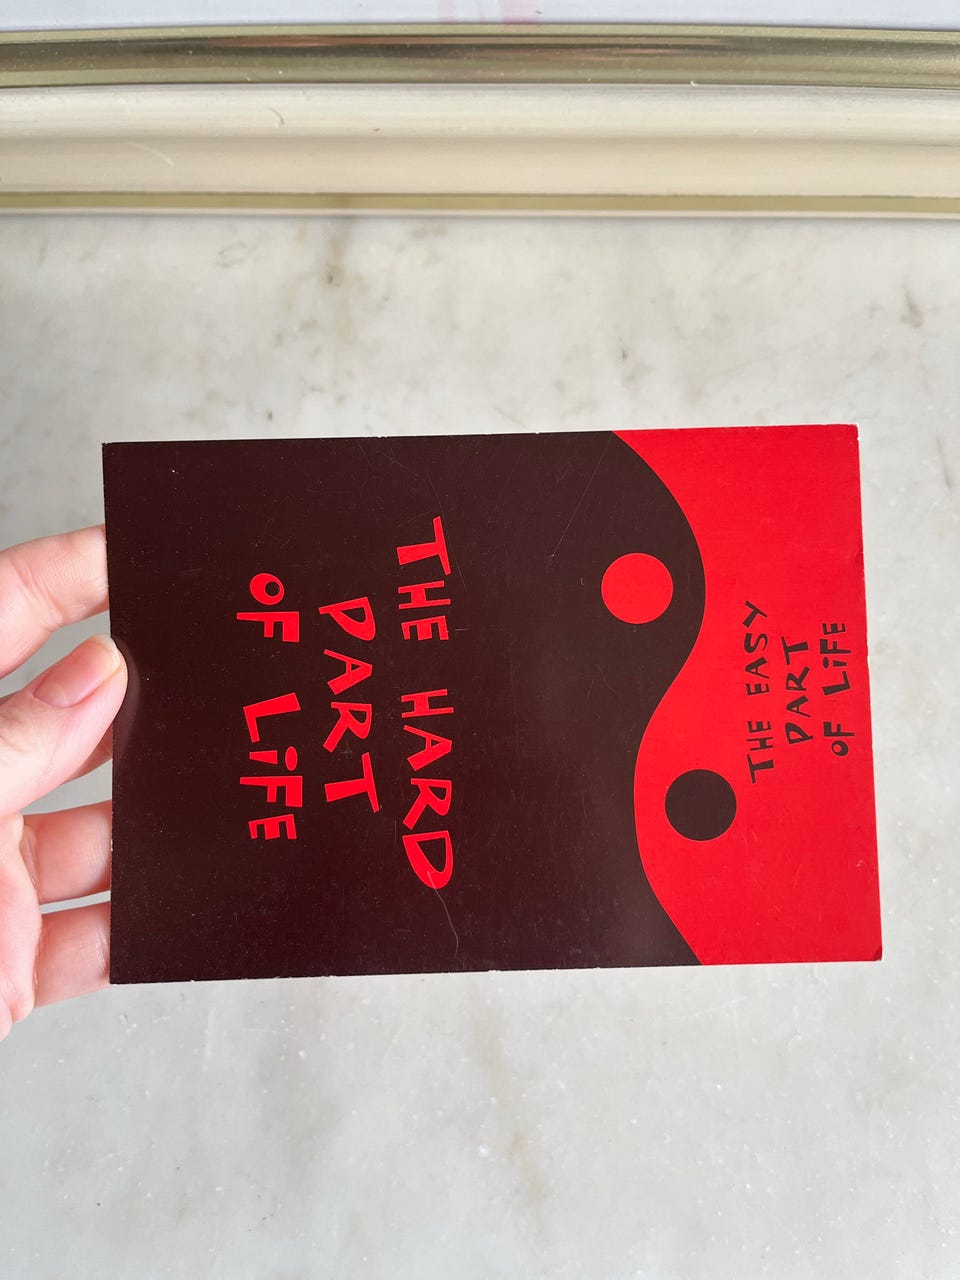 THE HARD
PART
OF LiFE
THE EASY
PART
OF LiFE